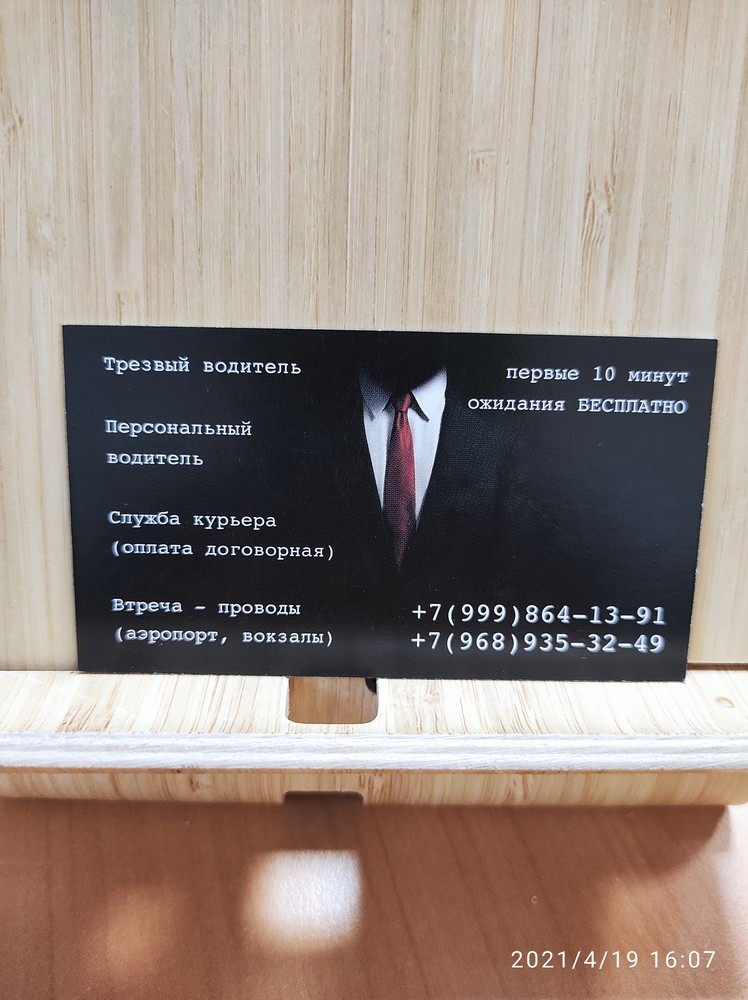 Трезвый водитель
первые 10 минут
ожидания БЕСПЛАТНО
Персональный
водитель
Служба курьера
(оплата договорная)
Втреча – проводы
(аэропорт, вокзалы)
+7(999)864–13–91
+7(968)935–32–49
2021/4/19 16:07